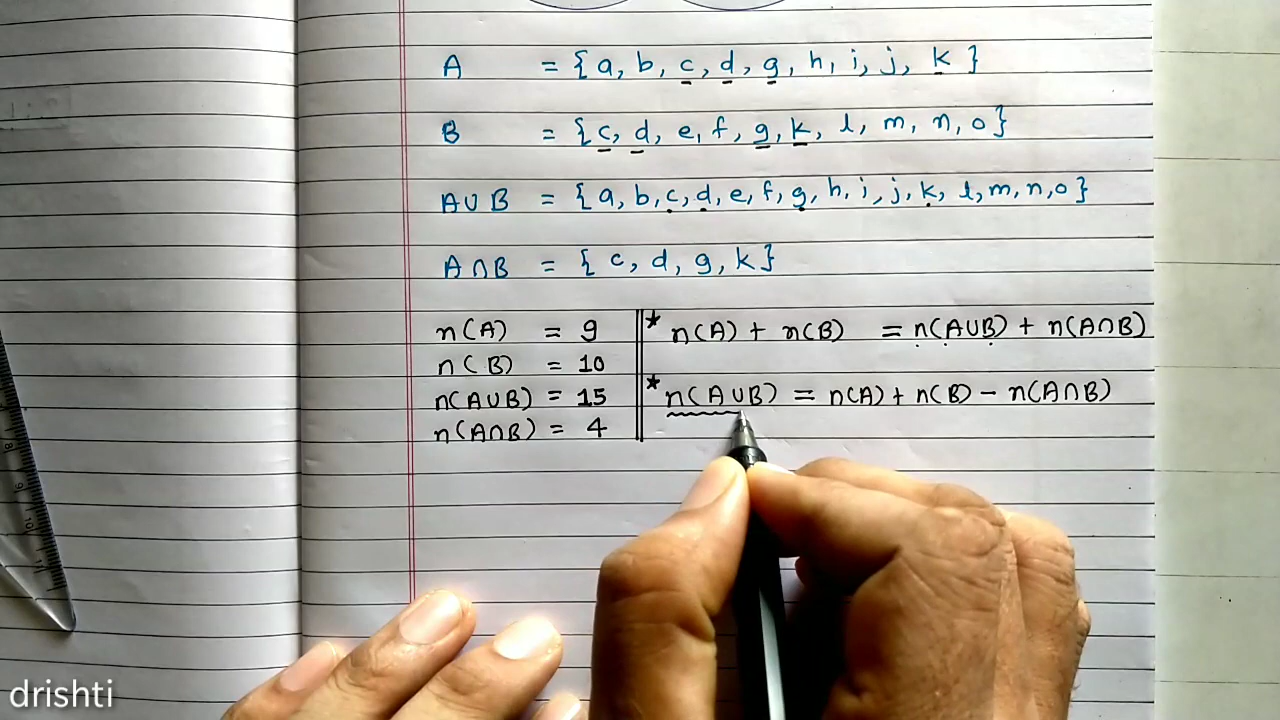 A = {a, b, c, d, g, h, i, j, k}
B = {c, d, e, f, g, k, l, m, n, o}
A∪B = {a, b, c, d, e, f, g, h, i, j, k, l, m, n, o}
A∩B = {c, d, g, k}
n(A) = 9
n(B) = 10
n(A∪B) = 15
n(A∩B) = 4
* n(A) + n(B) = n(A∪B) + n(A∩B)
* n(A∪B) = n(A) + n(B) - n(A∩B)
drishti